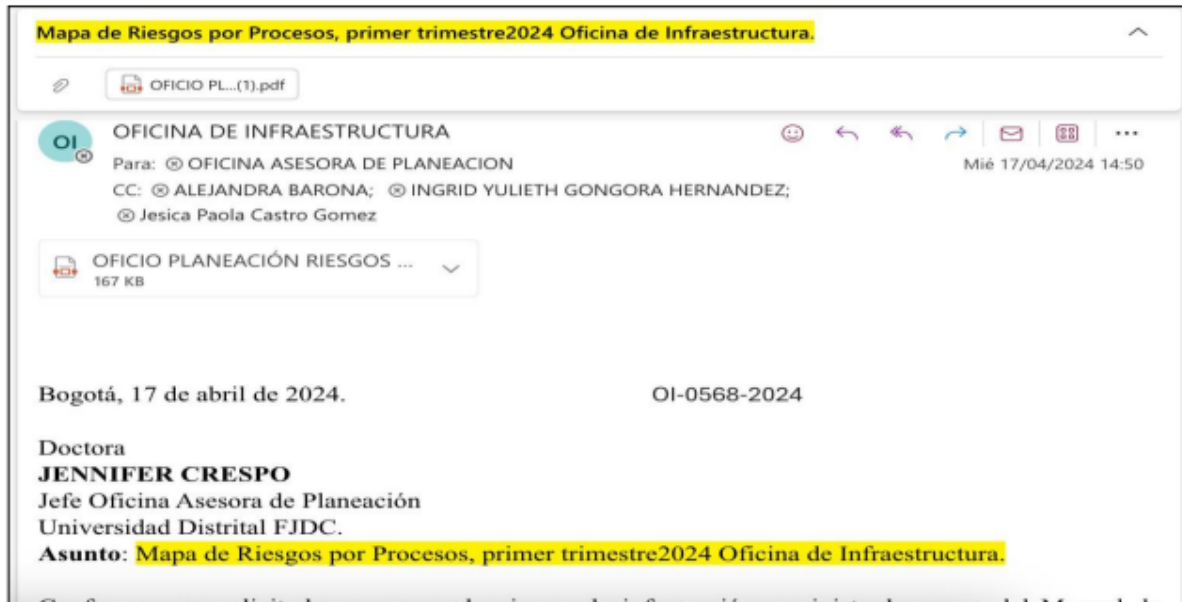 Mapa de Riesgos por Procesos, primer trimestre2024 Oficina de Infraestructura.
OFICIO PL...(1).pdf
OI
OFICINA DE INFRAESTRUCTURA
Para: OFICINA ASESORA DE PLANEACION
Mié 17/04/2024 14:50
CC: ALEJANDRA BARONA; INGRID YULIETH GONGORA HERNANDEZ;
Jesica Paola Castro Gomez
OFICIO PLANEACIÓN RIESGOS ...
167 KB
Bogotá, 17 de abril de 2024. OI-0568-2024
Doctora
JENNIFER CRESPO
Jefe Oficina Asesora de Planeación
Universidad Distrital FJDC.
Asunto: Mapa de Riesgos por Procesos, primer trimestre2024 Oficina de Infraestructura.